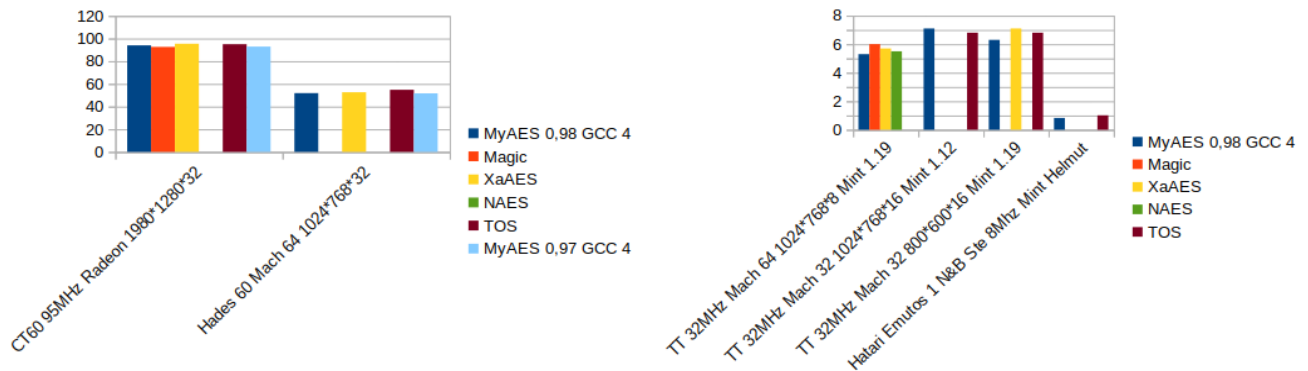 120
100
80
60
40
20
0
CT60 95MHz Radeon 1980*1280*32
Hades 60 Mach 64 1024*768*32
MyAES 0,98 GCC 4
Magic
XaAES
NAES
TOS
MyAES 0,97 GCC 4
8
6
4
2
0
TT 32MHz Mach 64 1024*768*8 Mint 1.19
TT 32MHz Mach 32 1024*768*16 Mint 1.12
TT 32MHz Mach 32 800*600*16 Mint 1.19
Hatari Emutos 1 N&B Ste 8Mhz Mint Helmut
MyAES 0,98 GCC 4
Magic
XaAES
NAES
TOS